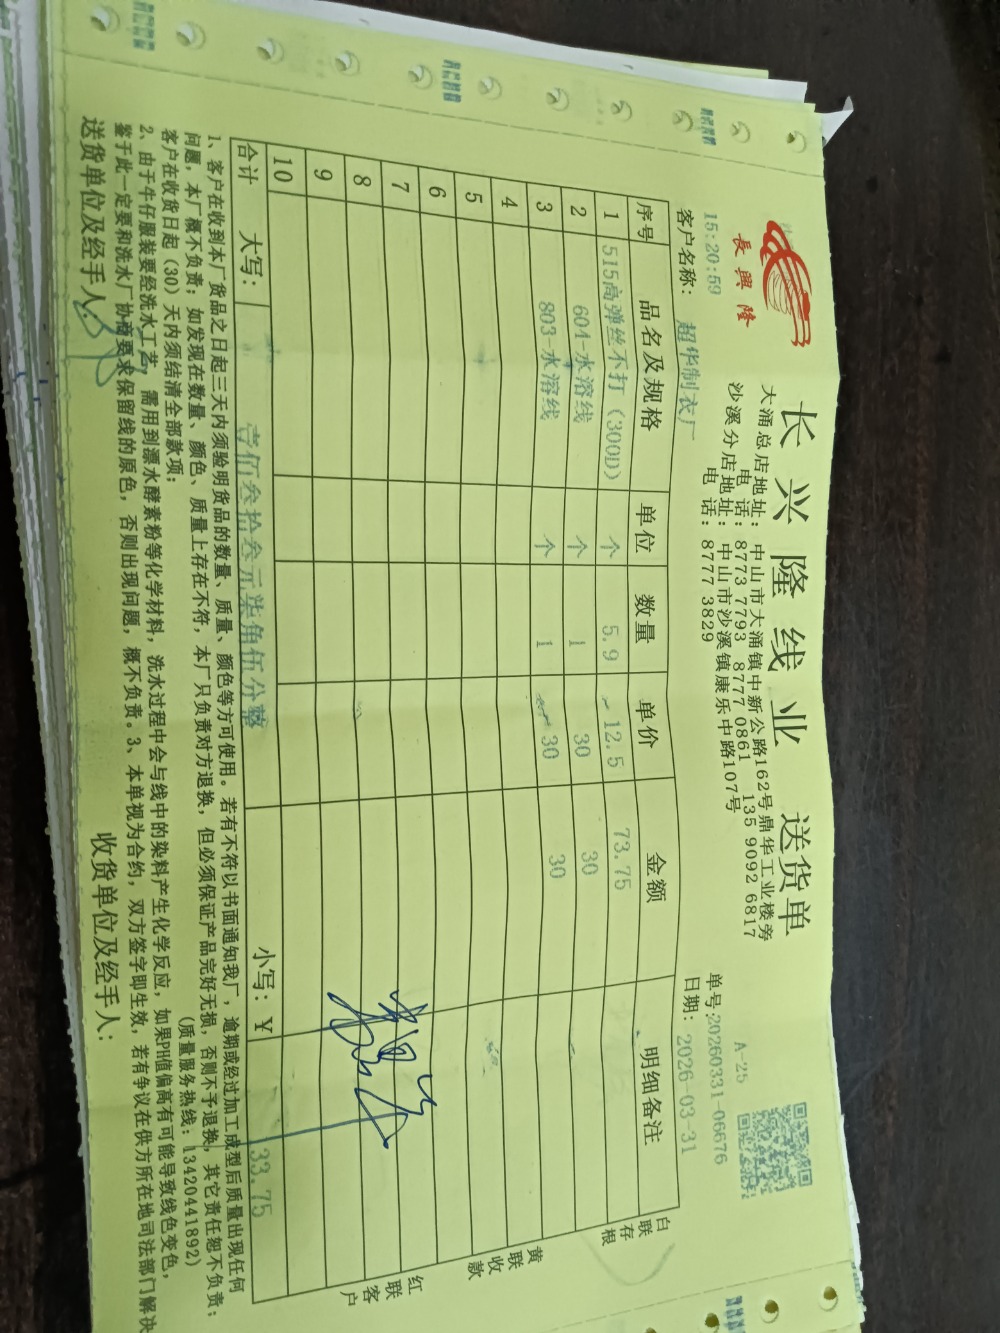 長興隆
长兴隆线业 送货单
大涌总店地址：中山市大涌镇中新公路162号鼎华工业楼旁
电话：8773 7793 8777 0861 135 9092 6817
沙溪分店地址：中山市沙溪镇康乐中路107号
电话：8777 3829
A-25
15:20:59
单号:20260331-06676
客户名称：超华制衣厂
日期：2026-03-31
序号 品名及规格 单位 数量 单价 金额 明细备注
1 515高弹丝不打（300D） 个 5.9 12.5 73.75
2 604-水溶线 个 1 30 30
3 803-水溶线 个 1 30 30
4
5
6
7
8
9
10
合计 大写：壹佰叁拾叁元柒角伍分整 小写：￥ 133.75
白联存根
黄联收款
红联客户
1、客户在收到本厂货品之日起三天内须验明货品的数量、质量、颜色等方可使用。若有不符以书面通知我厂，逾期或经过加工成型后质量出现任何
问题，本厂概不负责；如发现在数量、颜色、质量上存在不符，本厂只负责对方退换，但必须保证产品完好无损，否则不予退换，其它责任恕不负责；
客户在收货日起（30）天内须结清全部款项； （质量服务热线：13420441892）
2、由于牛仔服装要经洗水工艺，需用到漂水酵素粉等化学材料，洗水过程中会与线中的染料产生化学反应，如果PH值偏高有可能导致线色变色，
鉴于此一定要和洗水厂协商要求保留线的原色，否则出现问题，概不负责。3、本单视为合约，双方签字即生效，若有争议在供方所在地司法部门解决
送货单位及经手人：
收货单位及经手人：